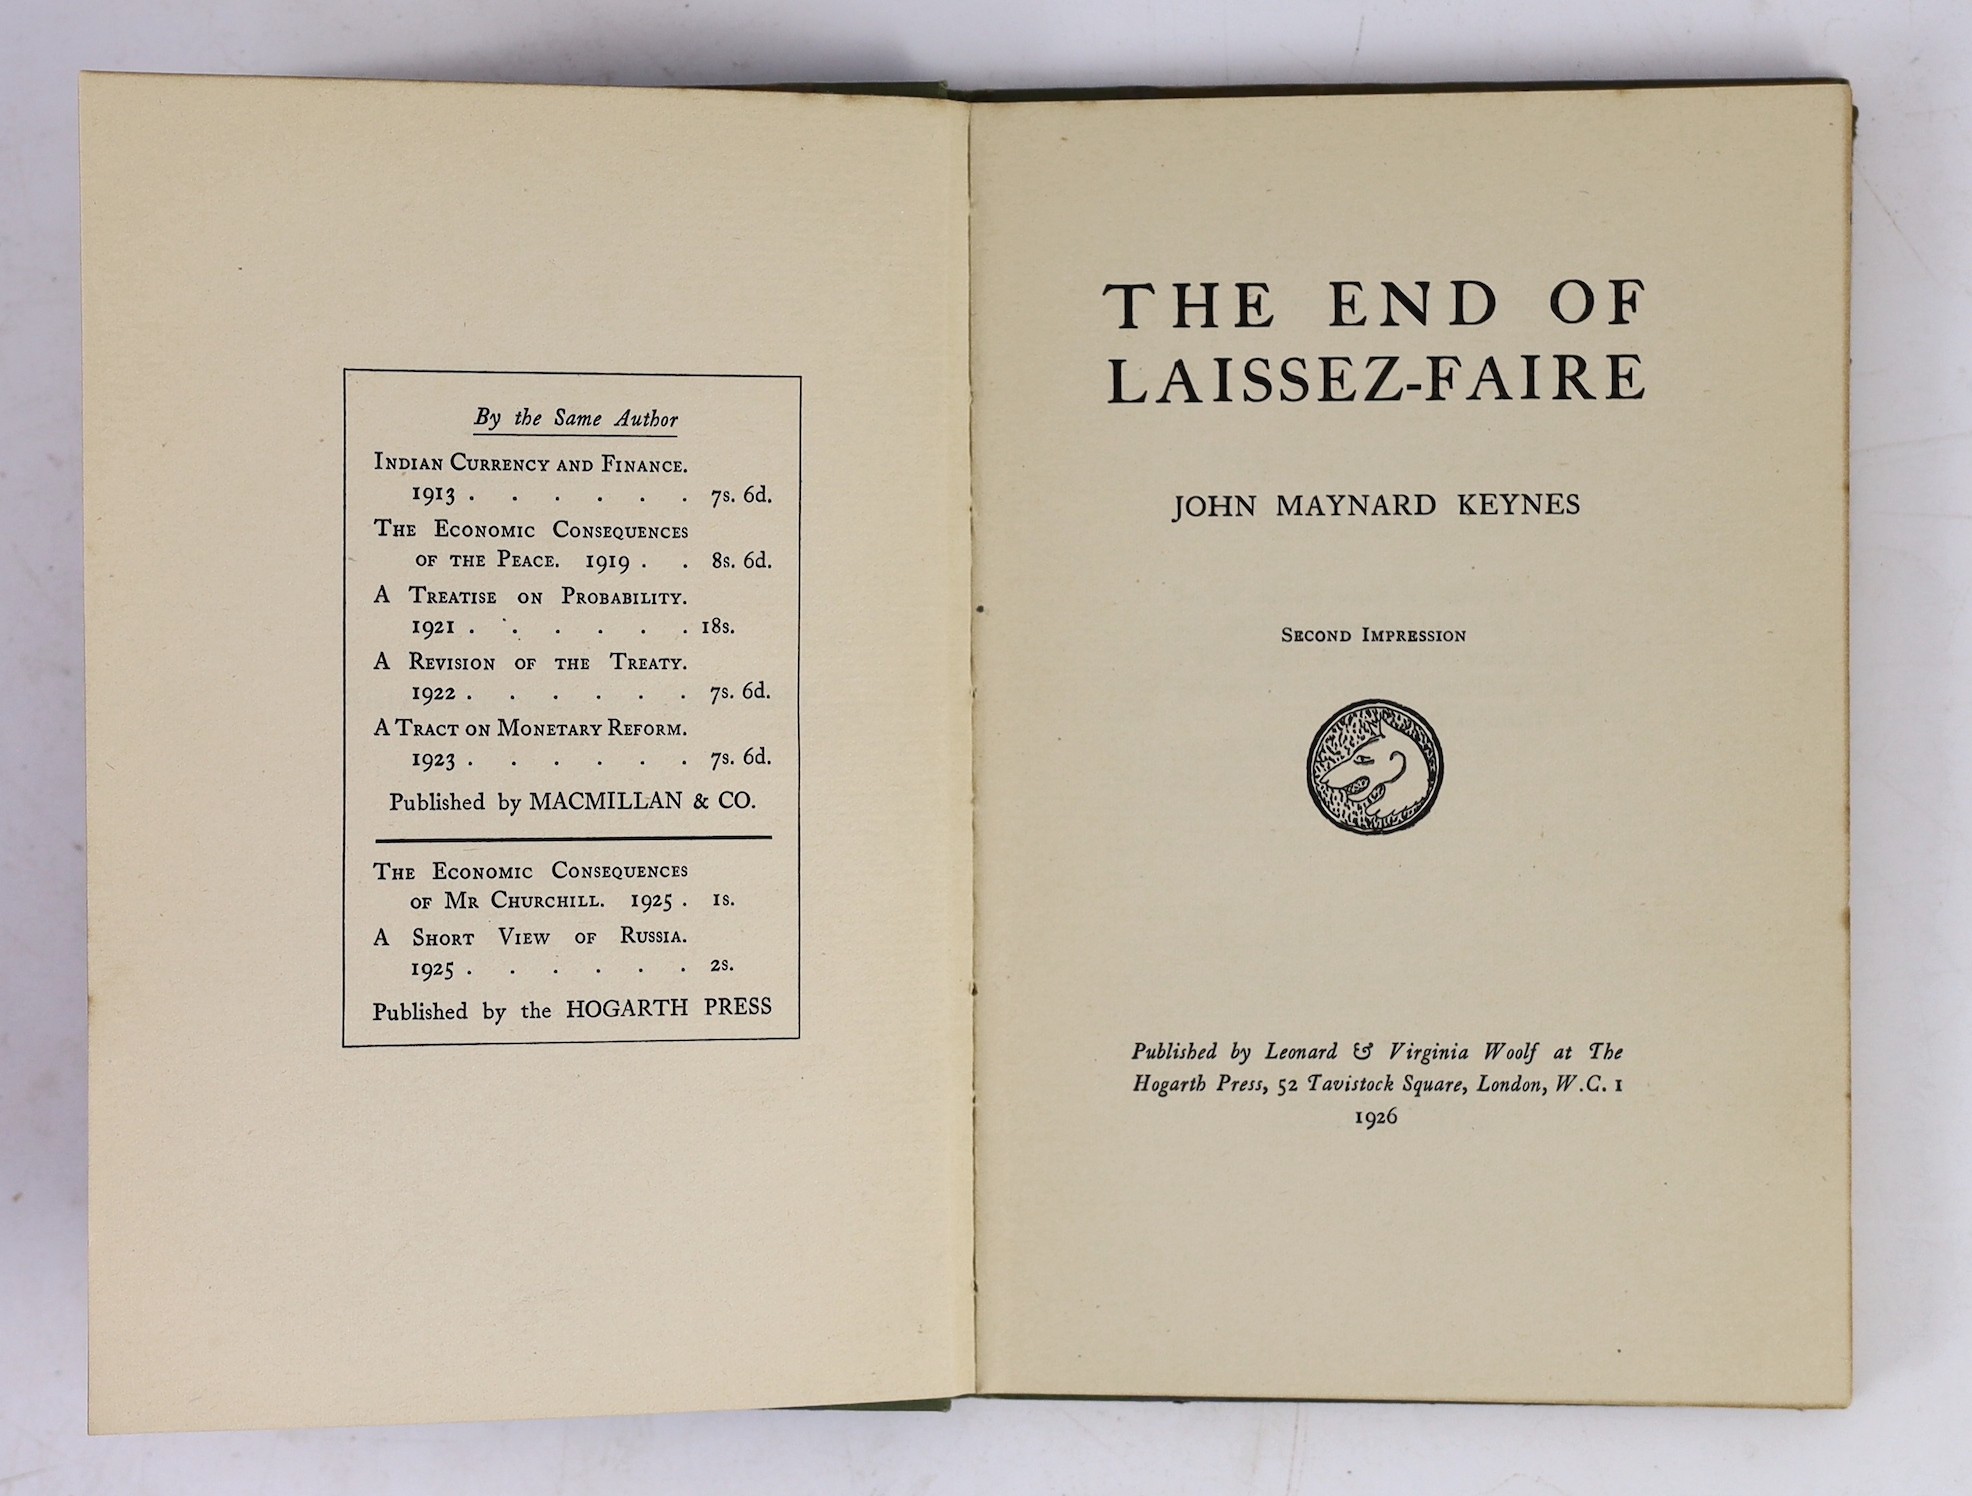 By the Same Author
INDIAN CURRENCY AND FINANCE.
1913 . . . . . . 7s. 6d.
THE ECONOMIC CONSEQUENCES
OF THE PEACE. 1919 . . 8s. 6d.
A TREATISE ON PROBABILITY.
1921 . . . . . . 18s.
A REVISION OF THE TREATY.
1922 . . . . . . 7s. 6d.
A TRACT ON MONETARY REFORM.
1923 . . . . . . 7s. 6d.
Published by MACMILLAN & CO.
THE ECONOMIC CONSEQUENCES
OF MR CHURCHILL. 1925 . 1s.
A SHORT VIEW OF RUSSIA.
1925 . . . . . . 2s.
Published by the HOGARTH PRESS
THE END OF
LAISSEZ-FAIRE
JOHN MAYNARD KEYNES
SECOND IMPRESSION
Published by Leonard & Virginia Woolf at The
Hogarth Press, 52 Tavistock Square, London, W.C. 1
1926